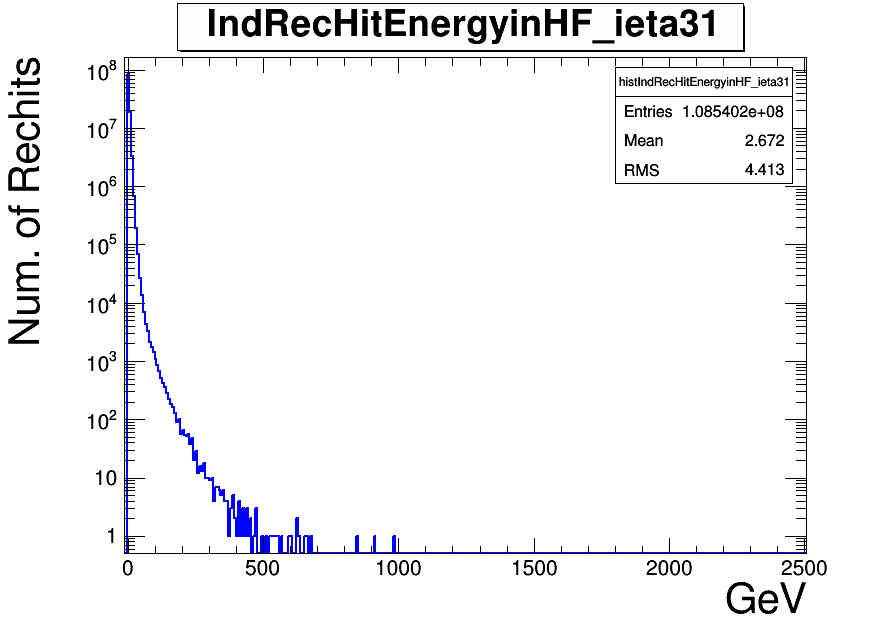 IndRecHitEnergyinHF_ieta31
histIndRecHitEnergyinHF_ieta31
Entries 1.085402e+08
Mean 2.672
RMS 4.413
Num. of Rechits
10^8
10^7
10^6
10^5
10^4
10^3
10^2
10
1
0 500 1000 1500 2000 2500
GeV